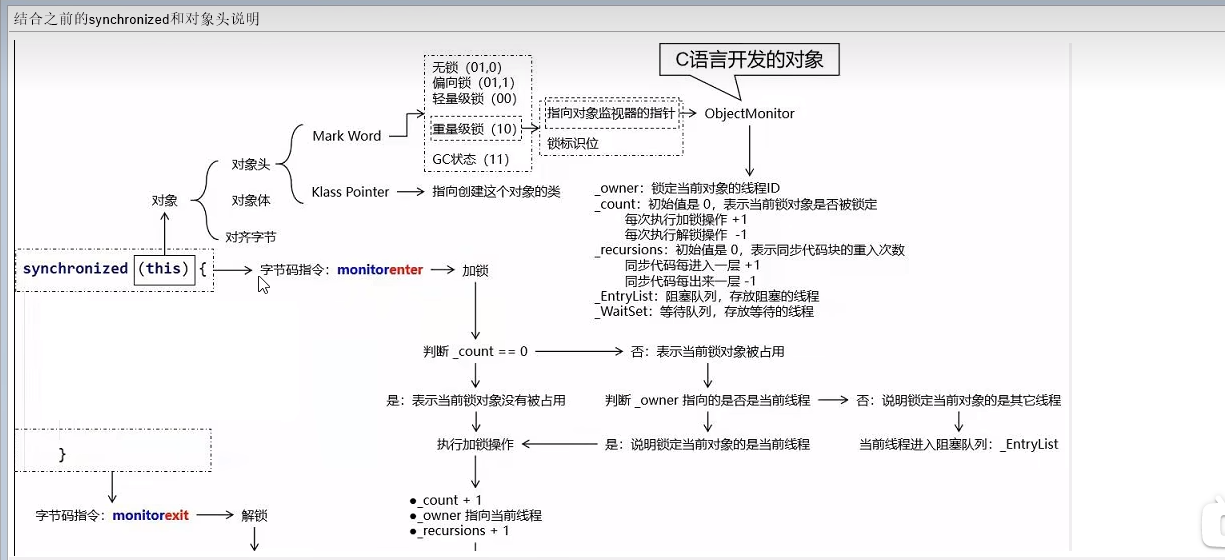 结合之前的synchronized和对象头说明
C语言开发的对象
无锁（01,0）
偏向锁（01,1）
轻量级锁（00）
重量级锁（10）
GC状态（11）
指向对象监视器的指针
锁标识位
ObjectMonitor
Mark Word
对象头
Klass Pointer
指向创建这个对象的类
对象
对象体
对齐字节
_owner：锁定当前对象的线程ID
_count：初始值是 0，表示当前锁对象是否被锁定
每次执行加锁操作 +1
每次执行解锁操作 -1
_recursions：初始值是 0，表示同步代码块的重入次数
同步代码每进入一层 +1
同步代码每出来一层 -1
_EntryList：阻塞队列，存放阻塞的线程
_WaitSet：等待队列，存放等待的线程
synchronized (this) {
字节码指令：monitorenter
加锁
判断 _count == 0
否：表示当前锁对象被占用
是：表示当前锁对象没有被占用
判断 _owner 指向的是否是当前线程
否：说明锁定当前对象的是其它线程
执行加锁操作
是：说明锁定当前对象的是当前线程
当前线程进入阻塞队列：_EntryList
}
●_count + 1
●_owner 指向当前线程
●_recursions + 1
字节码指令：monitorexit
解锁